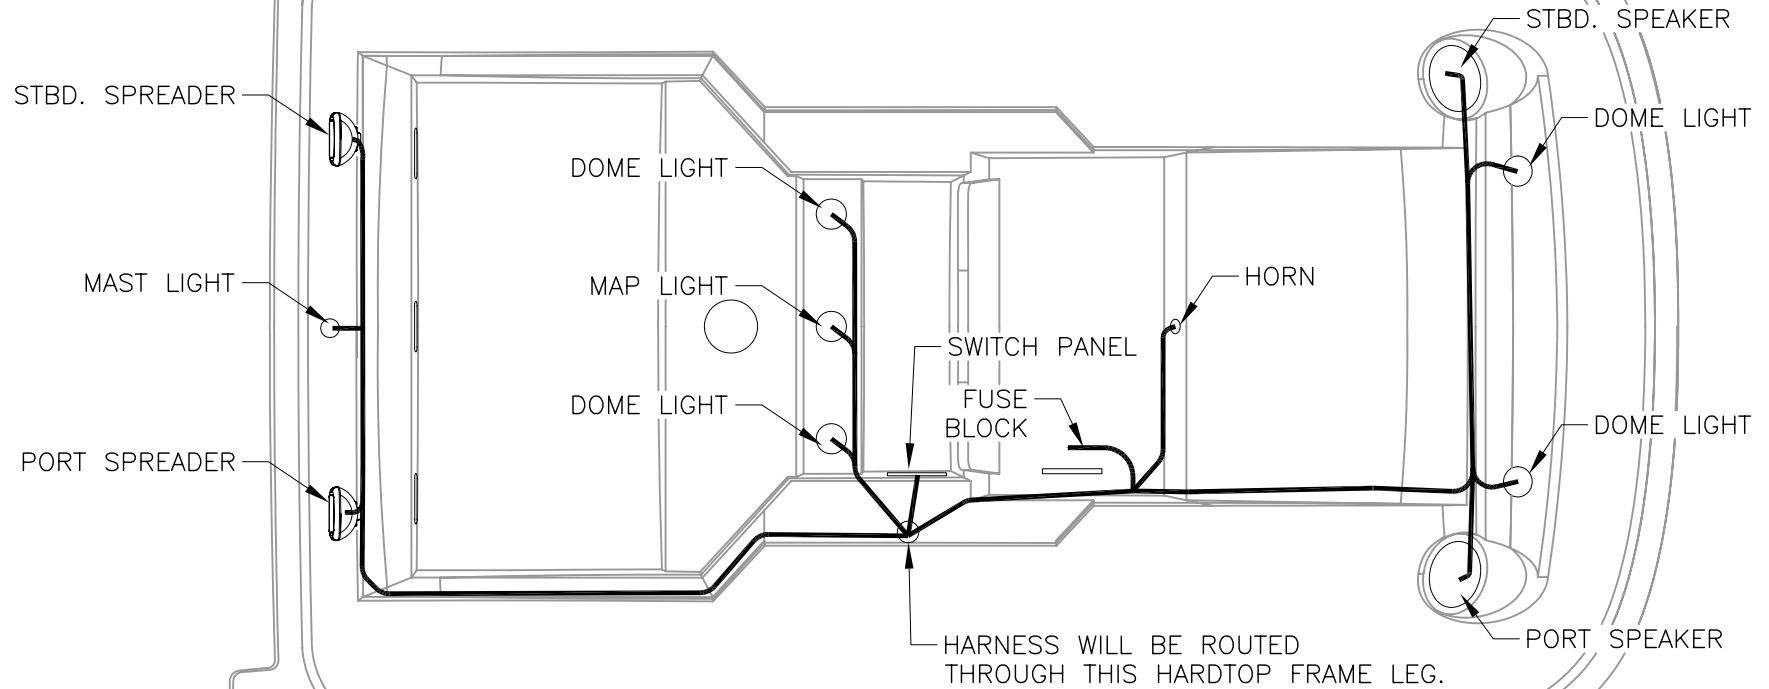 STBD. SPEAKER
STBD. SPREADER
DOME LIGHT
DOME LIGHT
MAST LIGHT
MAP LIGHT
HORN
SWITCH PANEL
DOME LIGHT
FUSE
BLOCK
DOME LIGHT
PORT SPREADER
HARNESS WILL BE ROUTED
THROUGH THIS HARDTOP FRAME LEG.
PORT SPEAKER